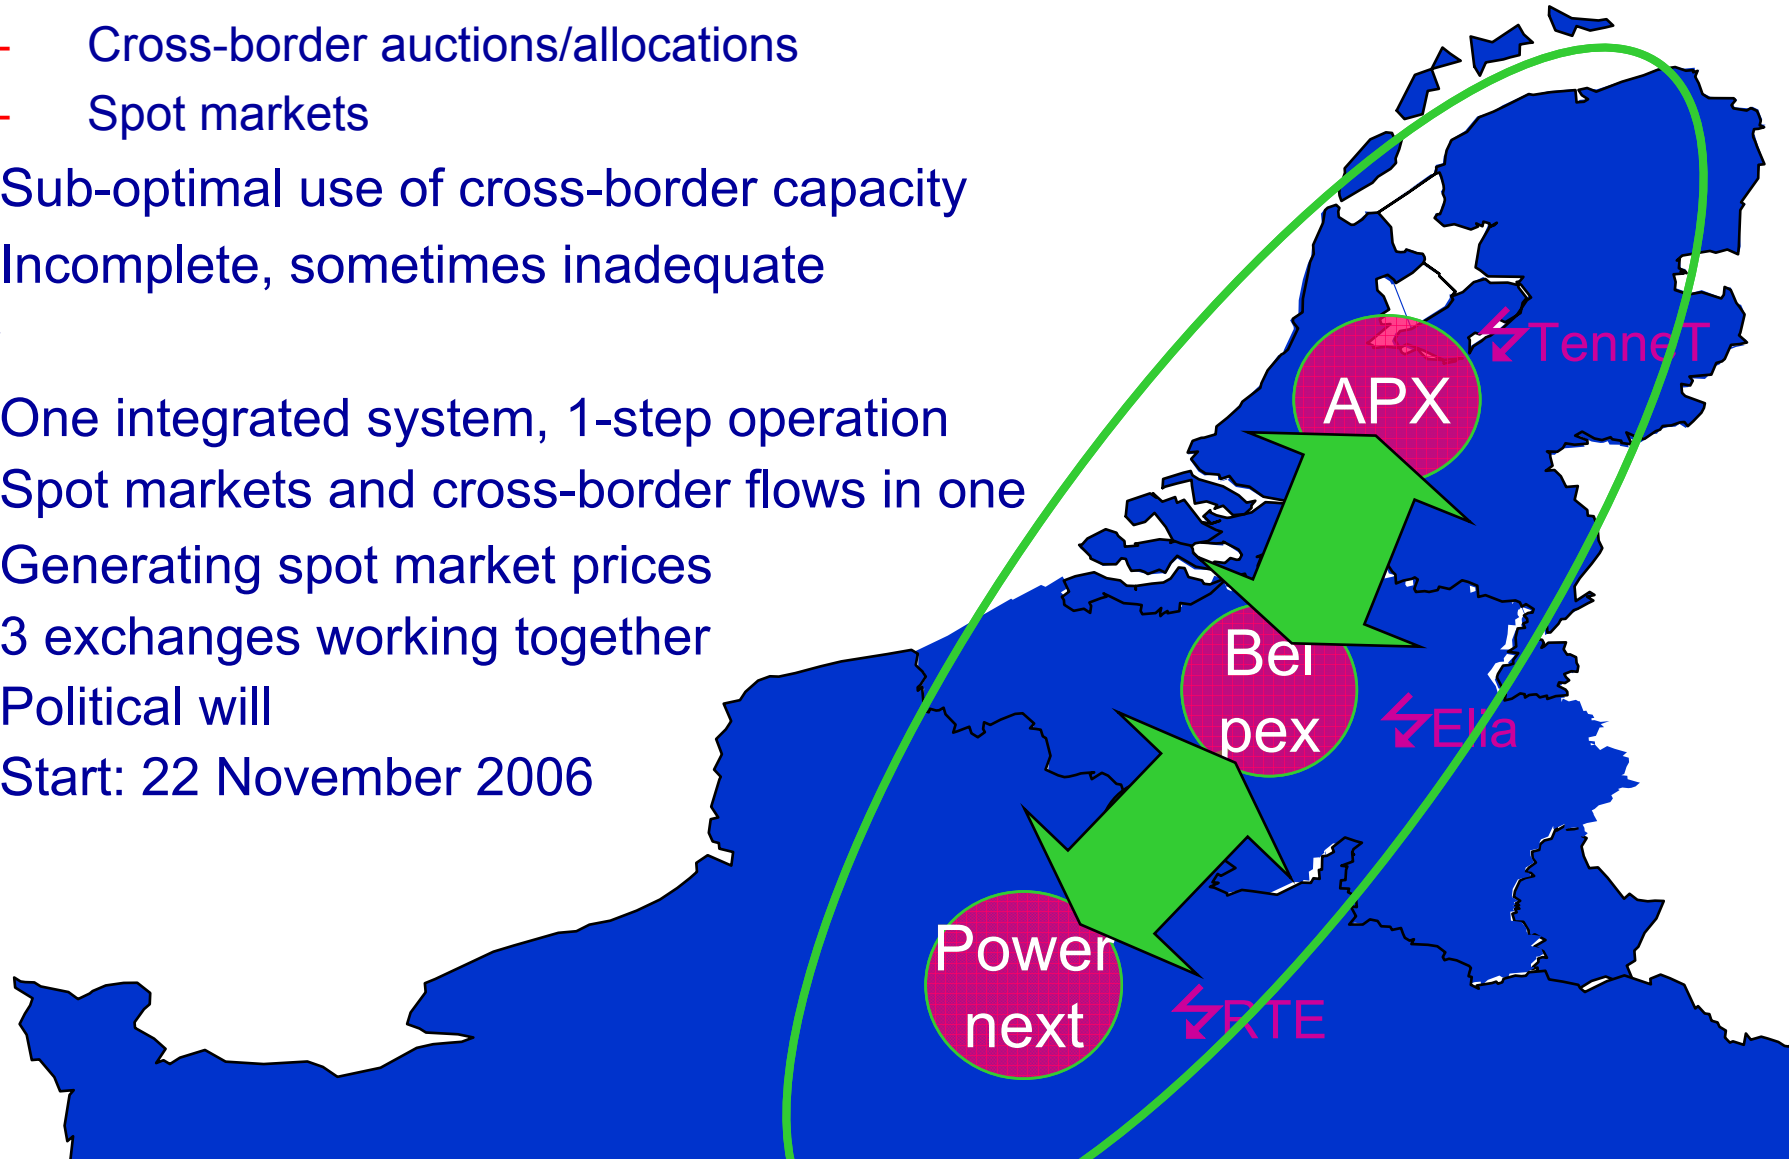 - Cross-border auctions/allocations
- Spot markets
Sub-optimal use of cross-border capacity
Incomplete, sometimes inadequate
One integrated system, 1-step operation
Spot markets and cross-border flows in one
Generating spot market prices
3 exchanges working together
Political will
Start: 22 November 2006
TenneT
APX
Bel
pex
Elia
Power
next
RTE